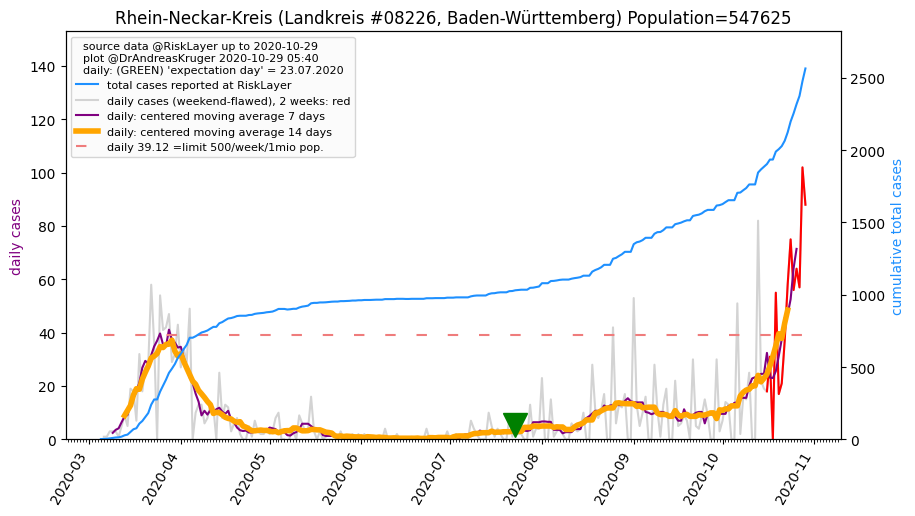 Rhein-Neckar-Kreis (Landkreis #08226, Baden-Württemberg) Population=547625
source data @RiskLayer up to 2020-10-29
plot @DrAndreasKruger 2020-10-29 05:40
daily: (GREEN) 'expectation day' = 23.07.2020
total cases reported at RiskLayer
daily cases (weekend-flawed), 2 weeks: red
daily: centered moving average 7 days
daily: centered moving average 14 days
daily 39.12 =limit 500/week/1mio pop.
daily cases
140
120
100
80
60
40
20
0
2500
2000
1500
1000
500
0
cumulative total cases
2020-03
2020-04
2020-05
2020-06
2020-07
2020-08
2020-09
2020-10
2020-11